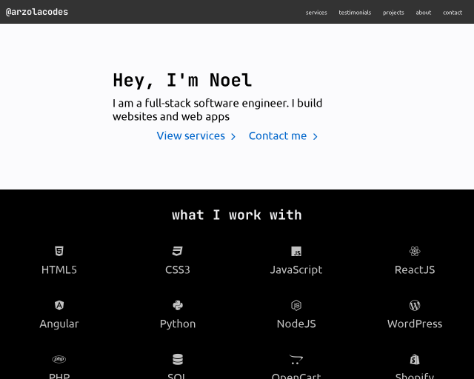 @arzolacodes
services testimonials projects about contact
Hey, I'm Noel
I am a full-stack software engineer. I build
websites and web apps
View services Contact me
what I work with
HTML5 CSS3 JavaScript ReactJS
Angular Python NodeJS WordPress
PHP SQL OpenCart Shopify